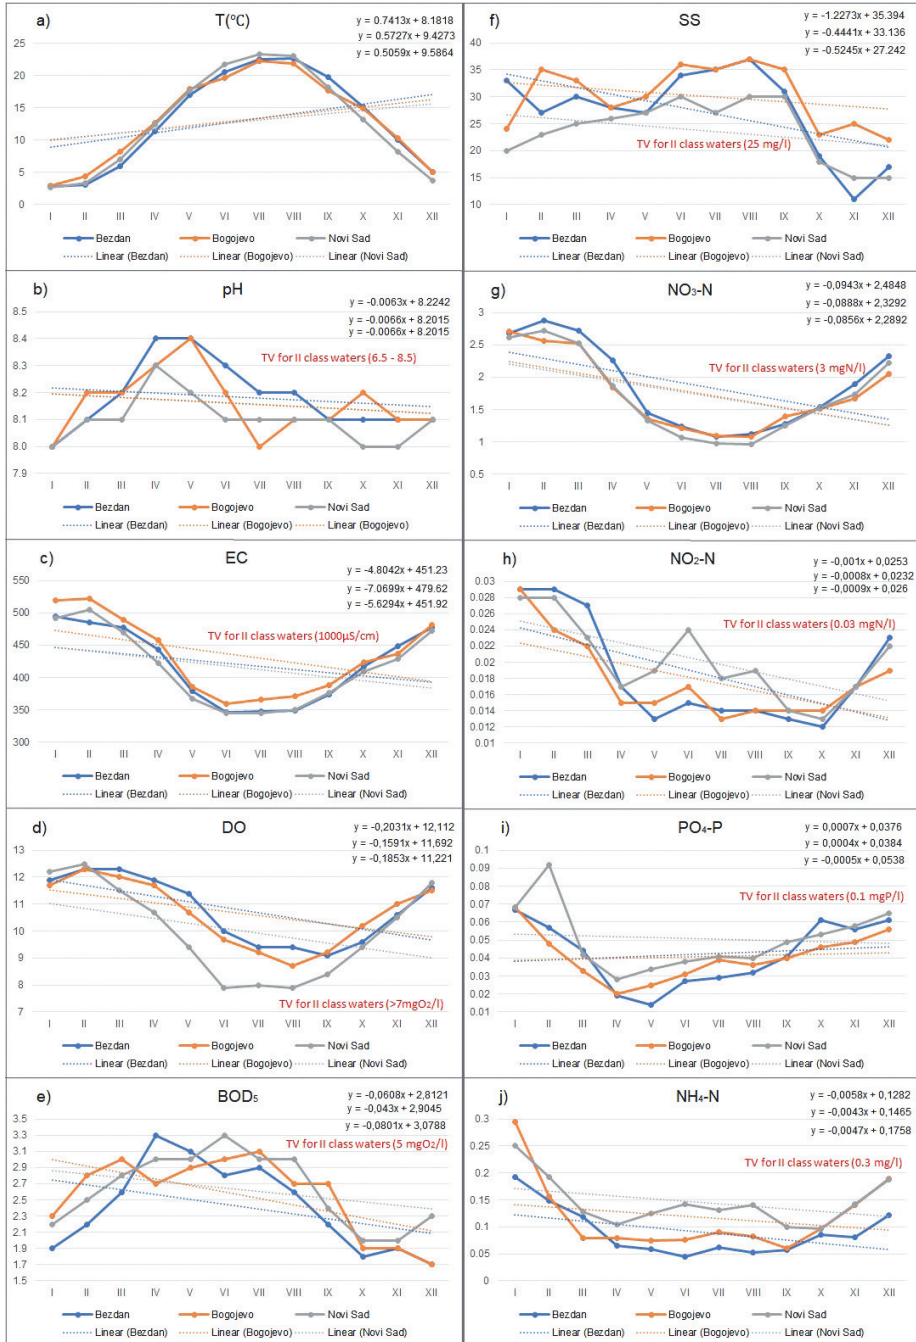 a) T(℃)
y = 0.7413x + 8.1818
y = 0.5727x + 9.4273
y = 0.5059x + 9.5864
25
20
15
10
5
0
I II III IV V VI VII VIII IX X XI XII
Bezdan Bogojevo Novi Sad
Linear (Bezdan) Linear (Bogojevo) Linear (Novi Sad)
b) pH
y = -0.0063x + 8.2242
y = -0.0066x + 8.2015
y = -0.0066x + 8.2015
TV for II class waters (6.5 - 8.5)
8.5
8.4
8.3
8.2
8.1
8.0
7.9
I II III IV V VI VII VIII IX X XI XII
Bezdan Bogojevo Novi Sad
Linear (Bezdan) Linear (Bogojevo) Linear (Bogojevo)
c) EC
y = -4.8042x + 451.23
y = -7.0699x + 479.62
y = -5.6294x + 451.92
TV for II class waters (1000µS/cm)
550
500
450
400
350
300
I II III IV V VI VII VIII IX X XI XII
Bezdan Bogojevo Novi Sad
Linear (Bezdan) Linear (Bogojevo) Linear (Novi Sad)
d) DO
y = -0,2031x + 12,112
y = -0,1591x + 11,692
y = -0,1853x + 11,221
13
12
11
10
9
8
7
TV for II class waters (>7mgO₂/l)
I II III IV V VI VII VIII IX X XI XII
Bezdan Bogojevo Novi Sad
Linear (Bezdan) Linear (Bogojevo) Linear (Novi Sad)
e) BOD₅
y = -0,0608x + 2,8121
y = -0,043x + 2,9045
y = -0,0801x + 3,0788
TV for II class waters (5 mgO₂/l)
3.5
3.3
3.1
2.9
2.7
2.5
2.3
2.1
1.9
1.7
1.5
I II III IV V VI VII VIII IX X XI XII
Bezdan Bogojevo Novi Sad
Linear (Bezdan) Linear (Bogojevo) Linear (Novi Sad)
f) SS
y = -1.2273x + 35.394
y = -0.4441x + 33.136
y = -0.5245x + 27.242
40
35
30
25
20
15
10
TV for II class waters (25 mg/l)
I II III IV V VI VII VIII IX X XI XII
Bezdan Bogojevo Novi Sad
Linear (Bezdan) Linear (Bogojevo) Linear (Novi Sad)
g) NO₃-N
y = -0,0943x + 2,4848
y = -0,0888x + 2,3292
y = -0,0856x + 2,2892
TV for II class waters (3 mgN/l)
3
2.5
2
1.5
1
0.5
I II III IV V VI VII VIII IX X XI XII
Bezdan Bogojevo Novi Sad
Linear (Bezdan) Linear (Bogojevo) Linear (Novi Sad)
h) NO₂-N
y = -0,001x + 0,0253
y = -0,0008x + 0,0232
y = -0,0009x + 0,026
TV for II class waters (0.03 mgN/l)
0.03
0.028
0.026
0.024
0.022
0.02
0.018
0.016
0.014
0.012
0.01
I II III IV V VI VII VIII IX X XI XII
Bezdan Bogojevo Novi Sad
Linear (Bezdan) Linear (Bogojevo) Linear (Novi Sad)
i) PO₄-P
y = 0,0007x + 0,0376
y = 0,0004x + 0,0384
y = -0,0005x + 0,0538
TV for II class waters (0.1 mgP/l)
0.1
0.09
0.08
0.07
0.06
0.05
0.04
0.03
0.02
0.01
I II III IV V VI VII VIII IX X XI XII
Bezdan Bogojevo Novi Sad
Linear (Bezdan) Linear (Bogojevo) Linear (Novi Sad)
j) NH₄-N
y = -0,0058x + 0,1282
y = -0,0043x + 0,1465
y = -0,0047x + 0,1758
TV for II class waters (0.3 mg/l)
0.3
0.25
0.2
0.15
0.1
0.05
0
I II III IV V VI VII VIII IX X XI XII
Bezdan Bogojevo Novi Sad
Linear (Bezdan) Linear (Bogojevo) Linear (Novi Sad)